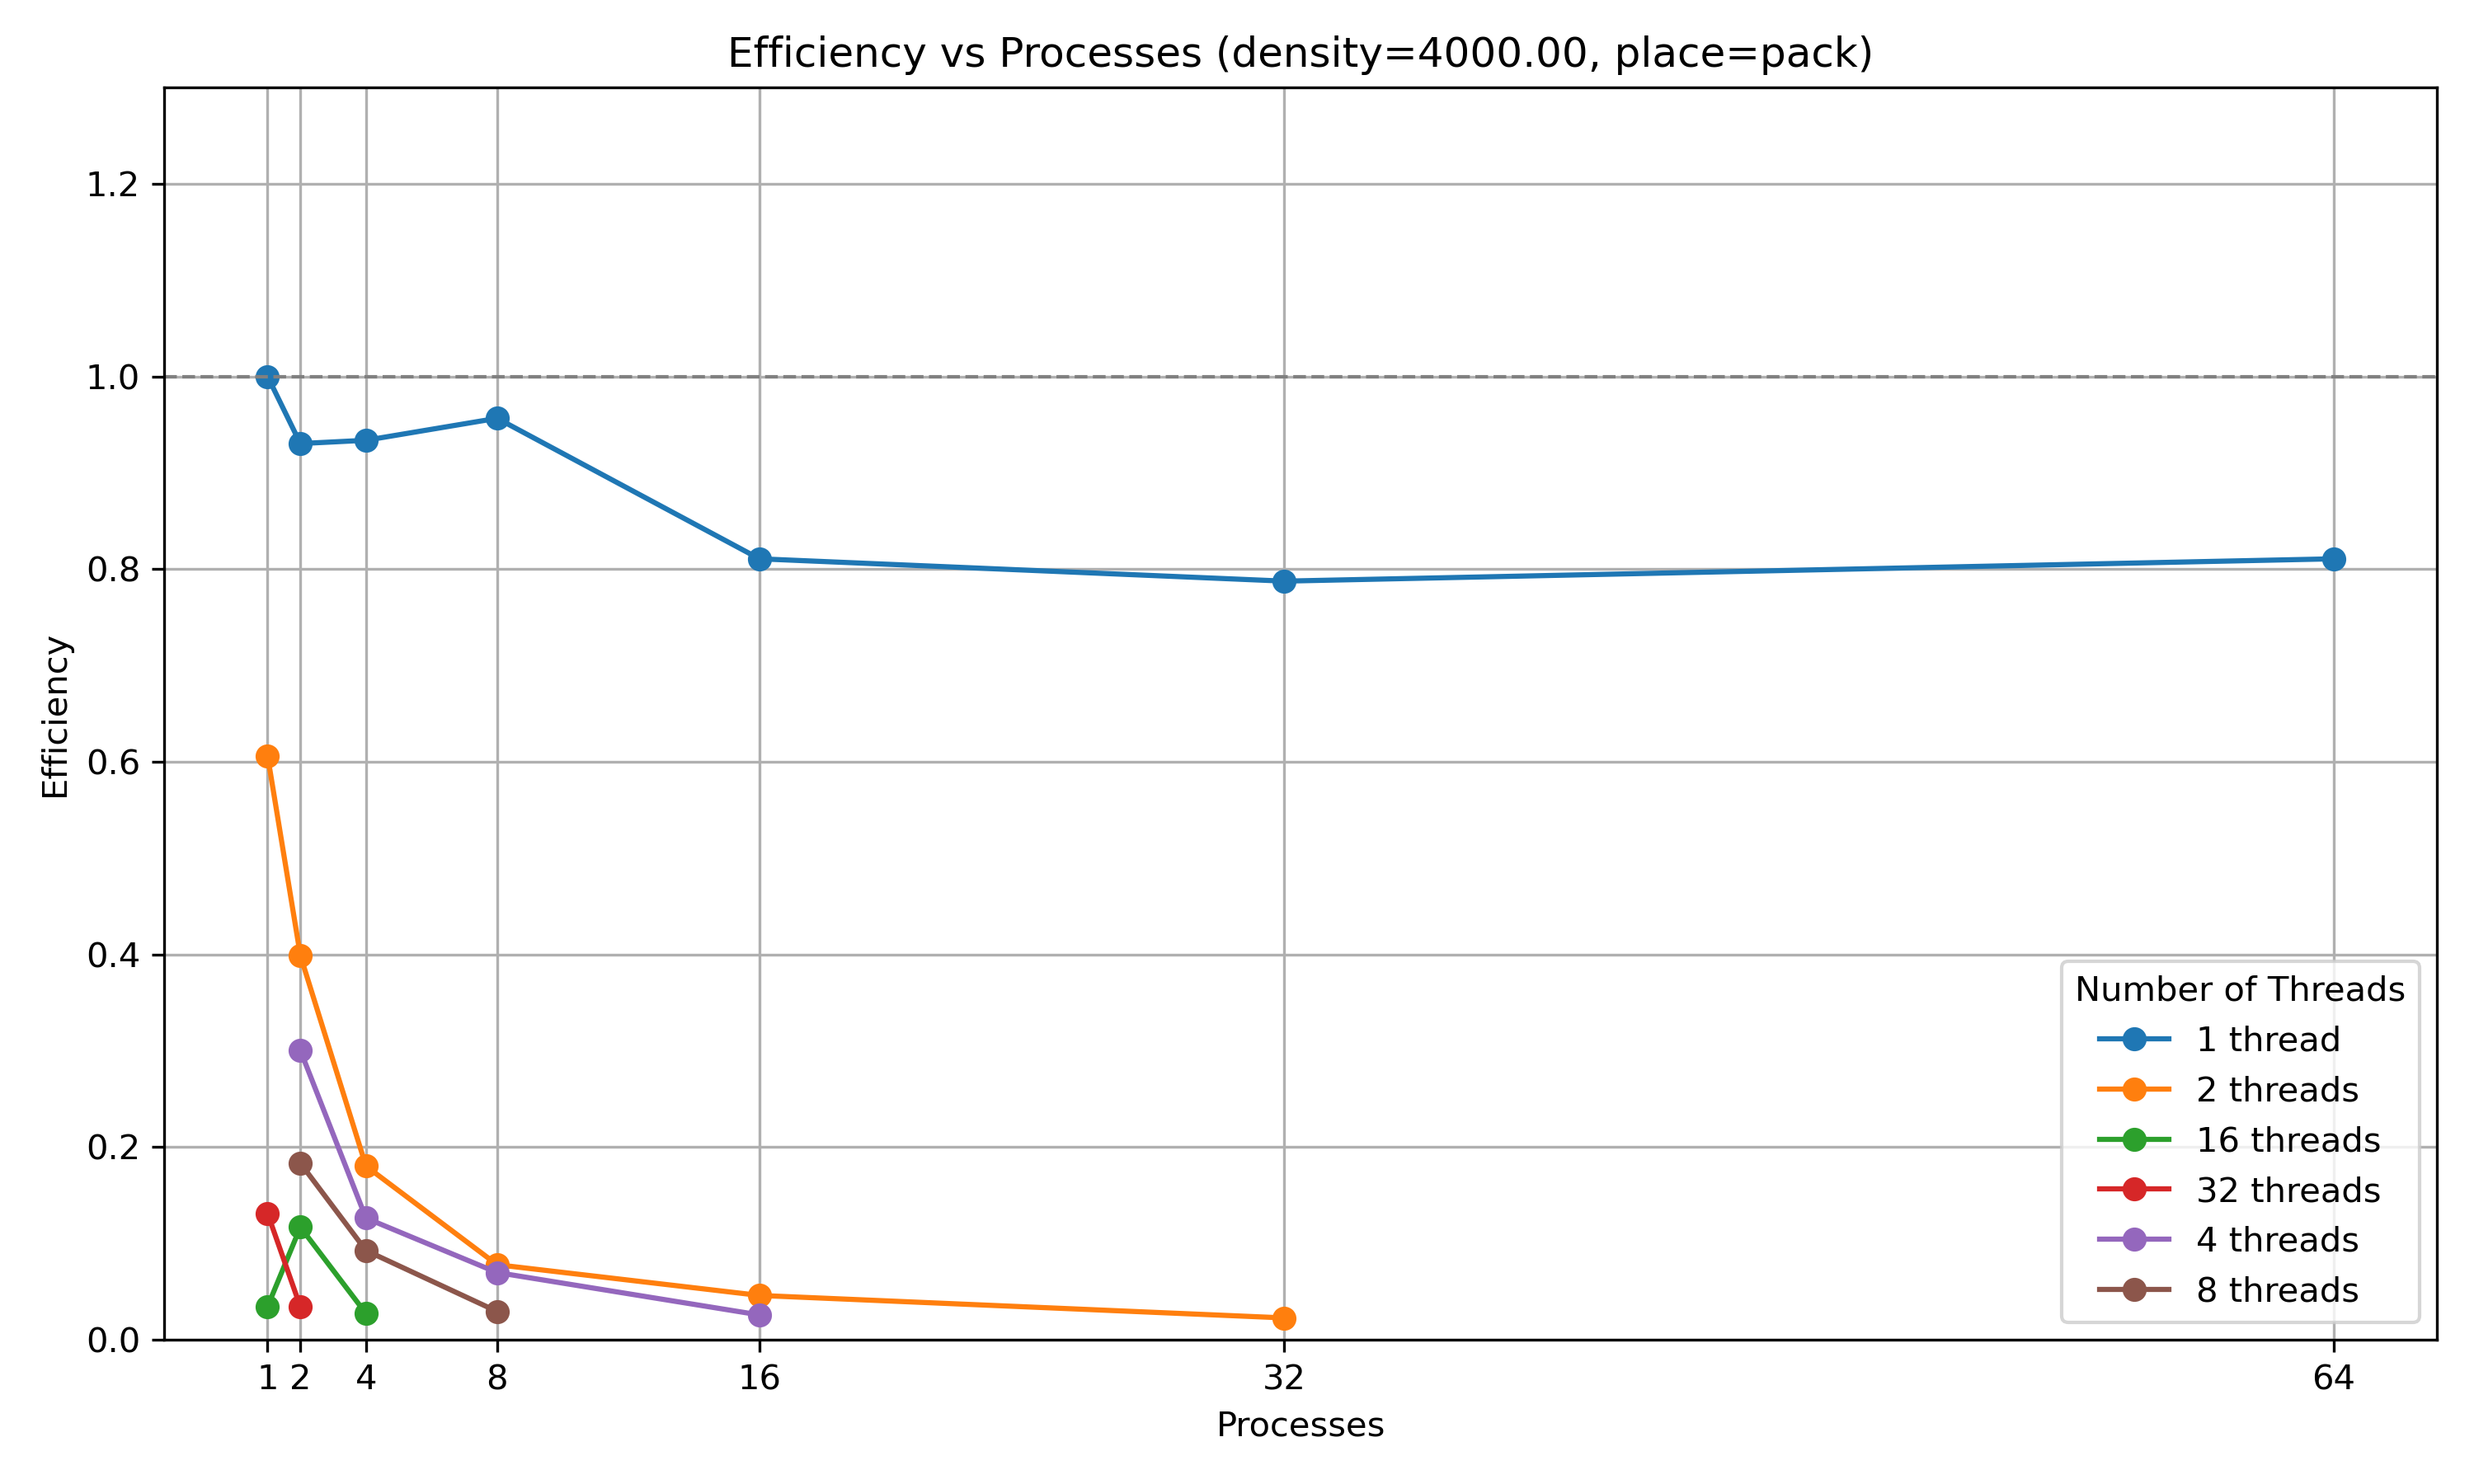 Efficiency vs Processes (density=4000.00, place=pack)
1.2
1.0
0.8
0.6
0.4
0.2
0.0
Efficiency
1 2 4 8 16 32 64
Processes
Number of Threads
1 thread
2 threads
16 threads
32 threads
4 threads
8 threads